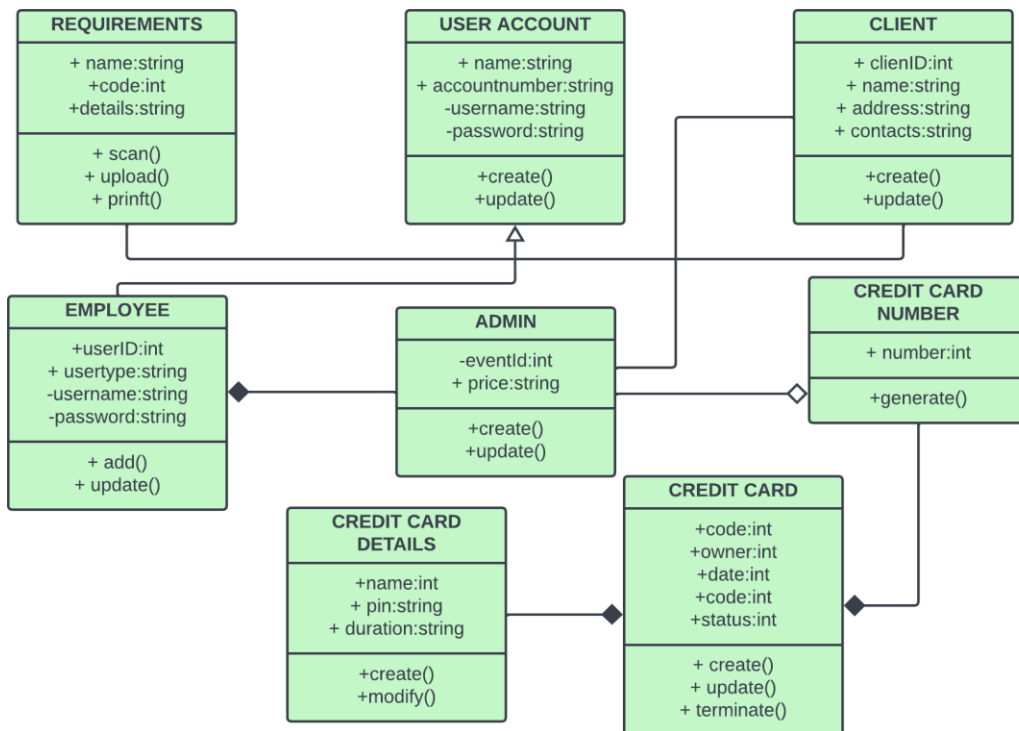 REQUIREMENTS
+ name:string
+code:int
+details:string
+ scan()
+ upload()
+ prinft()
USER ACCOUNT
+ name:string
+ accountnumber:string
-username:string
-password:string
+create()
+update()
CLIENT
+ clienID:int
+ name:string
+ address:string
+ contacts:string
+create()
+update()
EMPLOYEE
+userID:int
+ usertype:string
-username:string
-password:string
+ add()
+ update()
ADMIN
-eventId:int
+ price:string
+create()
+update()
CREDIT CARD
NUMBER
+ number:int
+generate()
CREDIT CARD
DETAILS
+name:int
+ pin:string
+ duration:string
+create()
+modify()
CREDIT CARD
+code:int
+owner:int
+date:int
+code:int
+status:int
+ create()
+ update()
+ terminate()